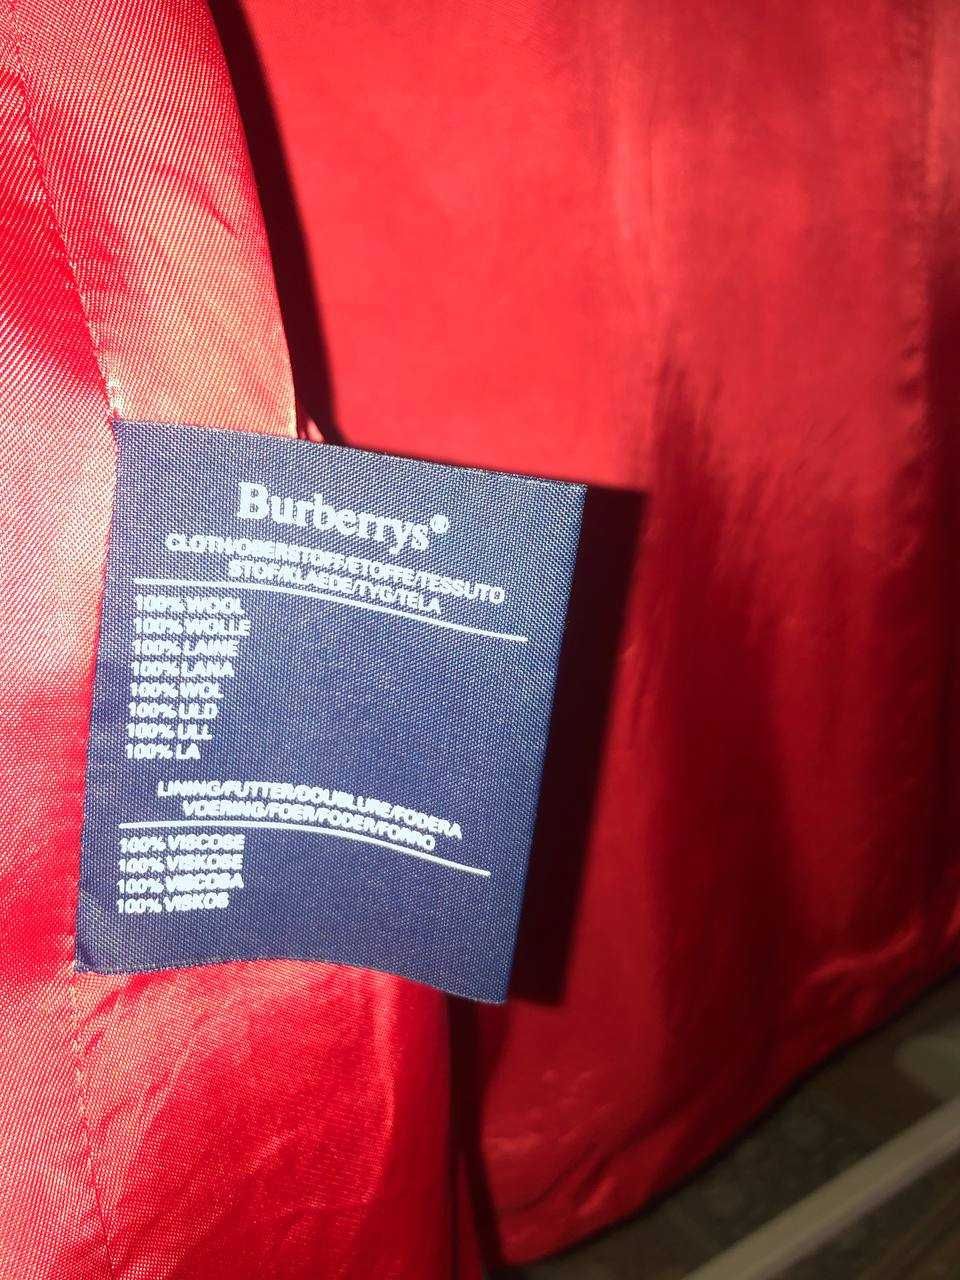 Burberrys®
CLOTH/OBERSTOFF/ETOFFE/TESSUTO
STOF/KLAEDE/TYG/TELA
100% WOOL
100% WOLLE
100% LAINE
100% LANA
100% WOL
100% ULD
100% ULL
100% LA
LINING/FUTTER/DOUBLURE/FODERA
VOERING/FOER/FODER/FORRO
100% VISCOSE
100% VISKOSE
100% VISCOSA
100% VISKOS